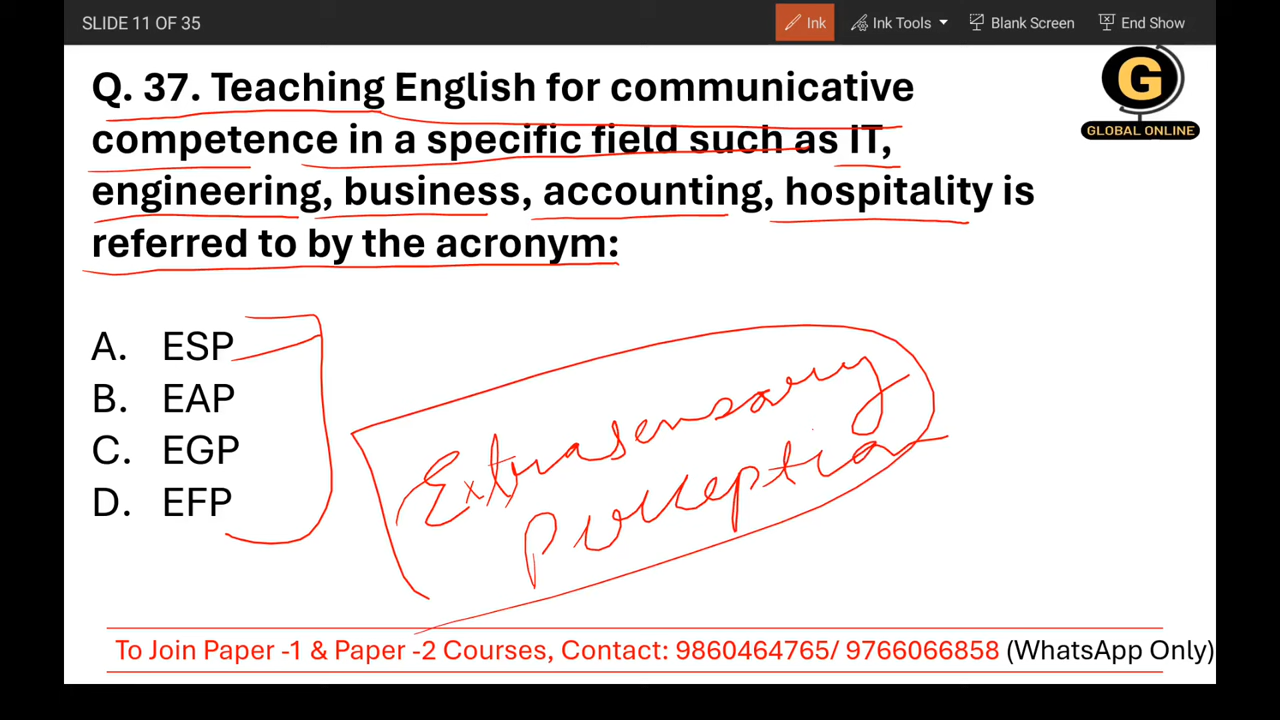 SLIDE 11 OF 35
Ink
Ink Tools
Blank Screen
End Show
G
GLOBAL ONLINE
Q. 37. Teaching English for communicative
competence in a specific field such as IT,
engineering, business, accounting, hospitality is
referred to by the acronym:
A. ESP
B. EAP
C. EGP
D. EFP
Extrasensory
Perception
To Join Paper -1 & Paper -2 Courses, Contact: 9860464765/ 9766066858 (WhatsApp Only)